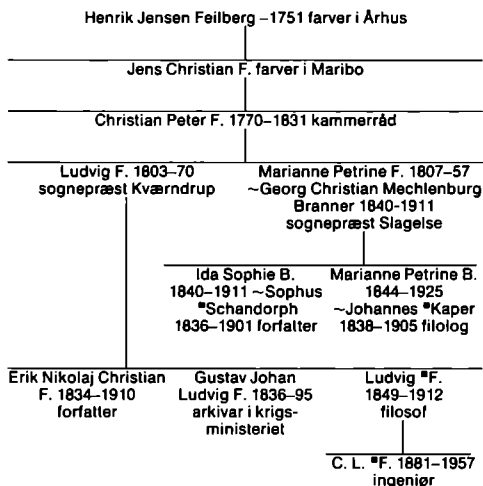 Henrik Jensen Feilberg –1751 farver i Århus
Jens Christian F. farver i Maribo
Christian Peter F. 1770–1831 kammerråd
Ludvig F. 1803–70
sognepræst Kværndrup
Marianne Petrine F. 1807–57
~Georg Christian Mechlenburg
Branner 1840-1911
sognepræst Slagelse
Ida Sophie B.
1840–1911 ~Sophus
*Schandorph
1836–1901 forfatter
Marianne Petrine B.
1844–1925
~Johannes *Kaper
1838–1905 filolog
Erik Nikolaj Christian
F. 1834–1910
forfatter
Gustav Johan
Ludvig F. 1836–95
arkivar i krigs-
ministeriet
Ludvig *F.
1849–1912
filosof
C. L. *F. 1881–1957
ingeniør